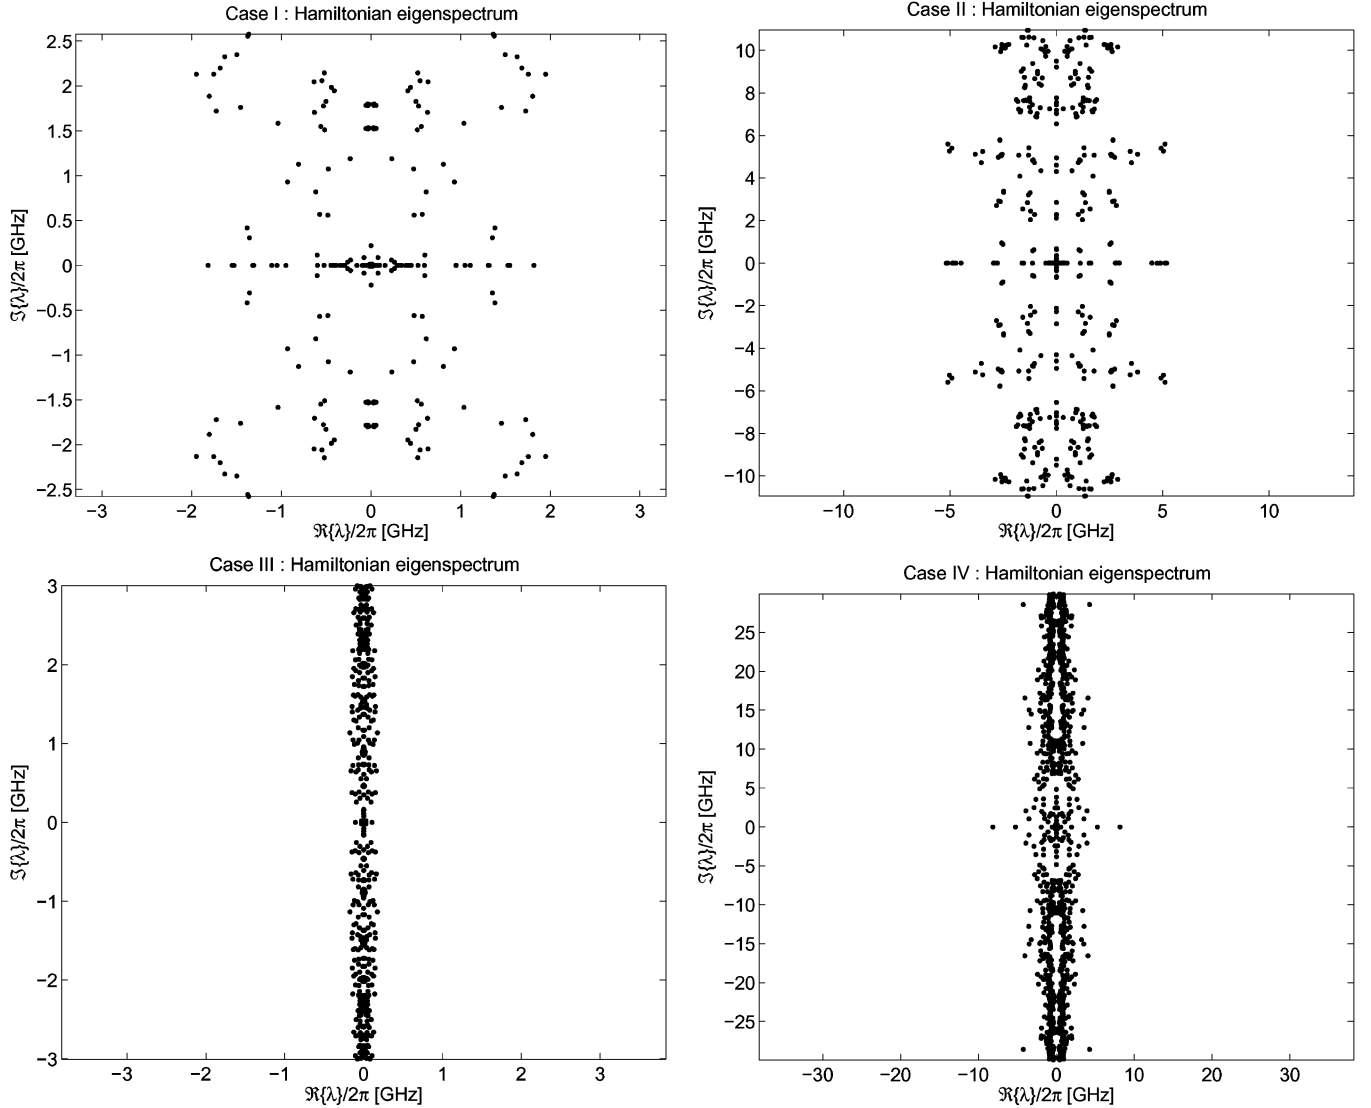 Case I : Hamiltonian eigenspectrum
2.5
2
1.5
1
0.5
0
−0.5
−1
−1.5
−2
−2.5
ℑ{λ}/2π [GHz]
−3 −2 −1 0 1 2 3
ℜ{λ}/2π [GHz]
Case II : Hamiltonian eigenspectrum
10
8
6
4
2
0
−2
−4
−6
−8
−10
ℑ{λ}/2π [GHz]
−10 −5 0 5 10
ℜ{λ}/2π [GHz]
Case III : Hamiltonian eigenspectrum
3
2
1
0
−1
−2
−3
ℑ{λ}/2π [GHz]
−3 −2 −1 0 1 2 3
ℜ{λ}/2π [GHz]
Case IV : Hamiltonian eigenspectrum
25
20
15
10
5
0
−5
−10
−15
−20
−25
ℑ{λ}/2π [GHz]
−30 −20 −10 0 10 20 30
ℜ{λ}/2π [GHz]